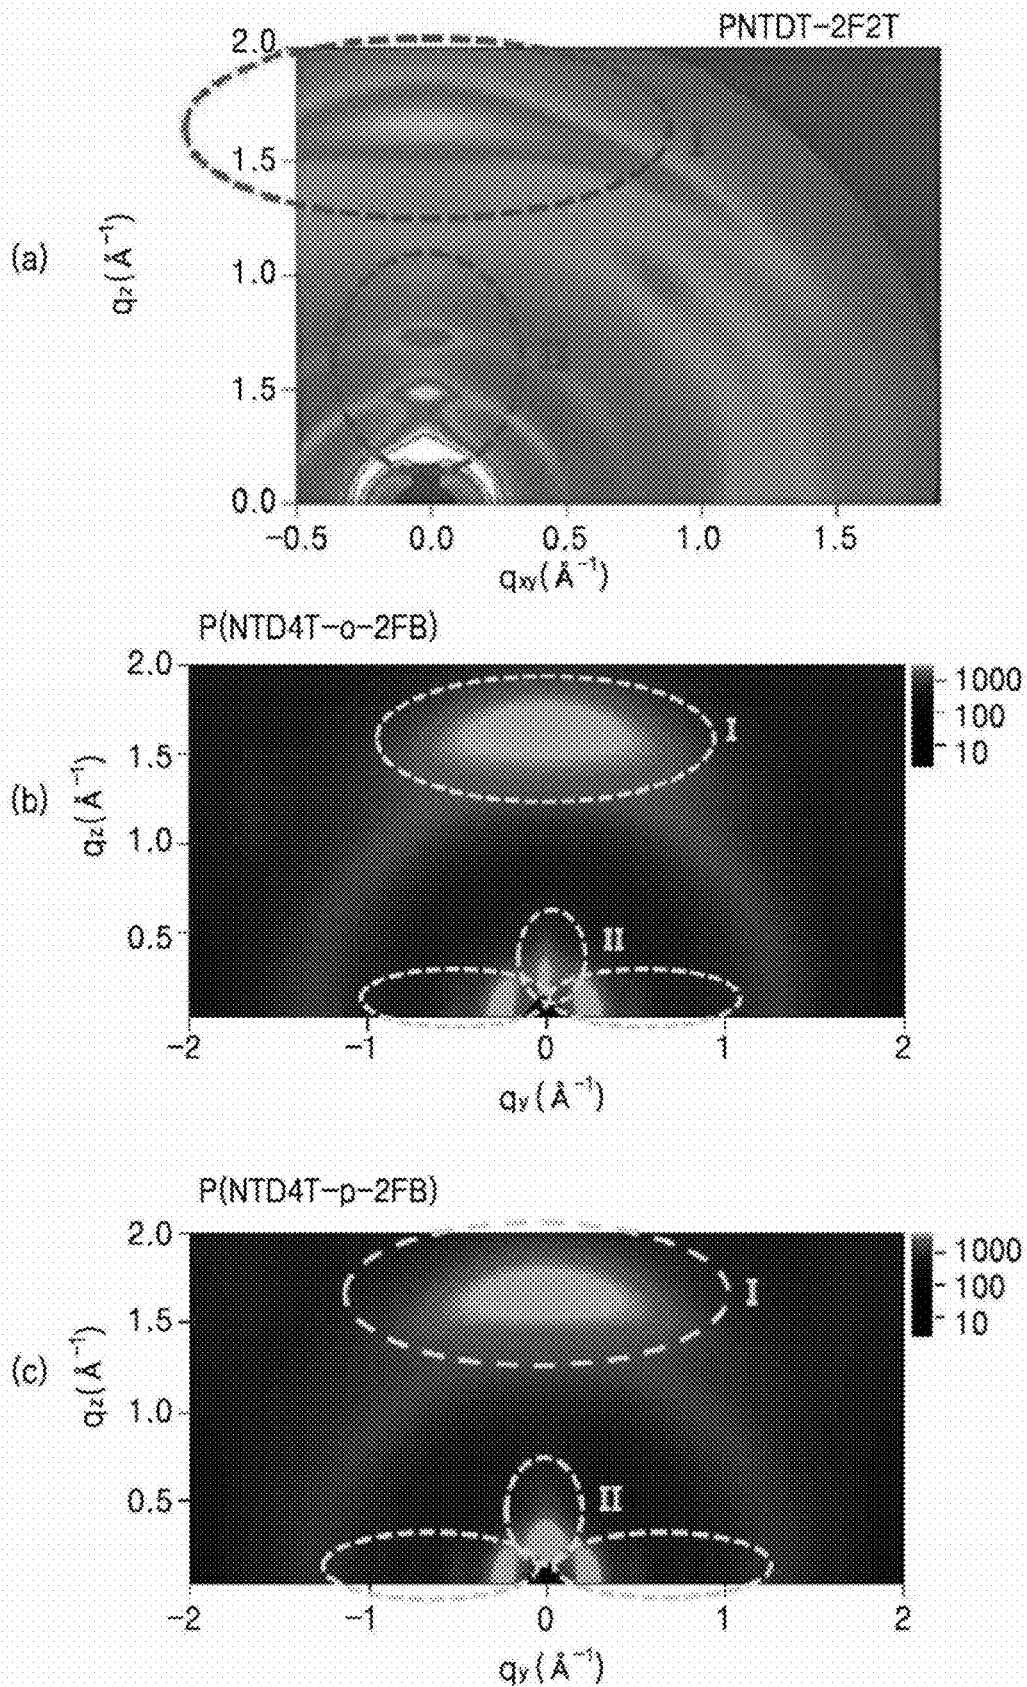 PNTDT-2F2T
(a)
qz(Å⁻¹)
2.0
1.5
1.0
1.5
0.0
-0.5 0.0 0.5 1.0 1.5
qxy(Å⁻¹)
P(NTD4T-o-2FB)
(b)
qz(Å⁻¹)
2.0
1.5
1.0
0.5
I
II
1000
100
10
-2 -1 0 1 2
qy(Å⁻¹)
P(NTD4T-p-2FB)
(c)
qz(Å⁻¹)
2.0
1.5
1.0
0.5
I
II
1000
100
10
-2 -1 0 1 2
qy(Å⁻¹)